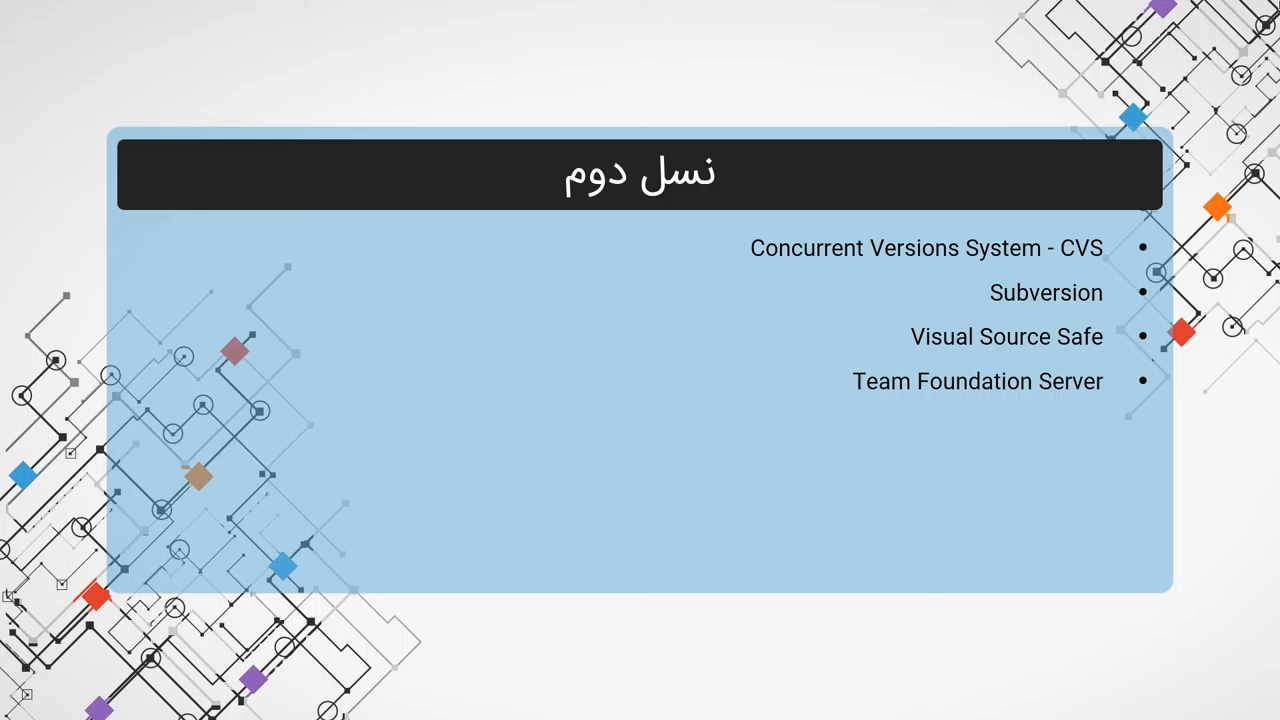 نسل دوم
Concurrent Versions System - CVS
Subversion
Visual Source Safe
Team Foundation Server